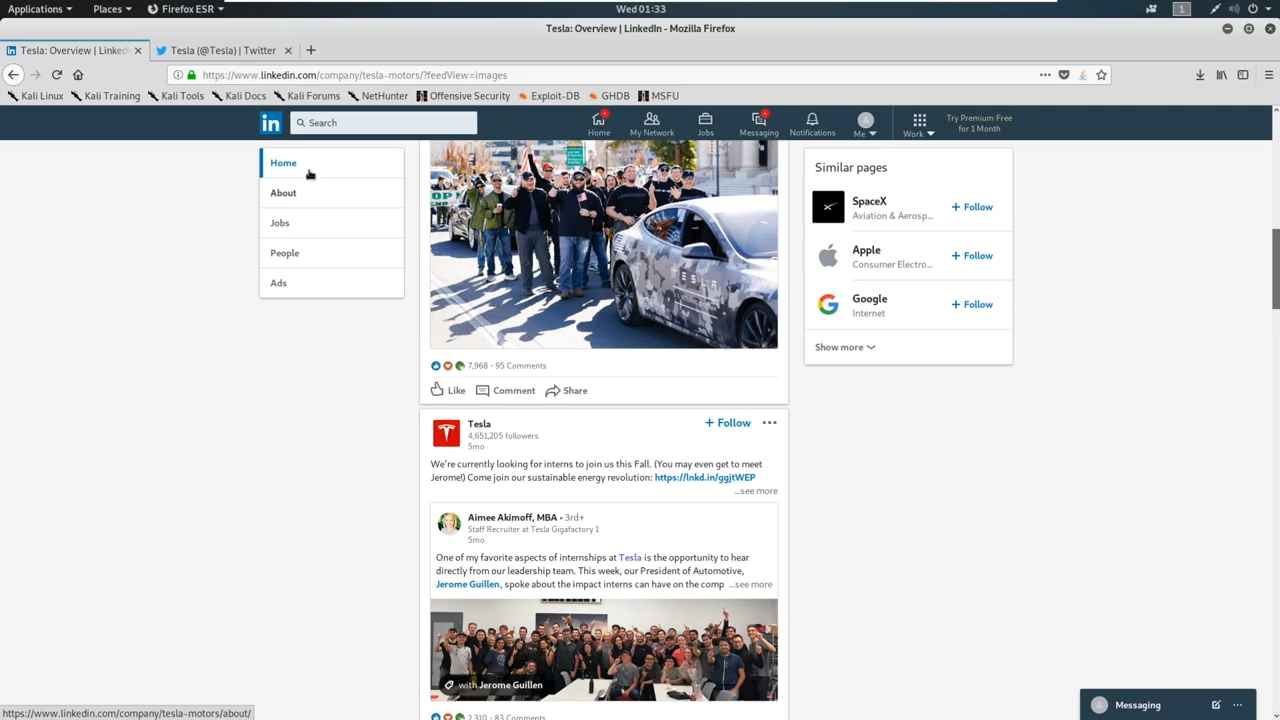 Applications Places Firefox ESR Wed 01:33 1
Tesla: Overview | LinkedIn - Mozilla Firefox
Tesla: Overview | Linked Tesla (@Tesla) | Twitter
https://www.linkedin.com/company/tesla-motors/?feedView=images
Kali Linux Kali Training Kali Tools Kali Docs Kali Forums NetHunter Offensive Security Exploit-DB GHDB MSFU
in Search Home My Network Jobs Messaging Notifications Me Work Try Premium Free
for 1 Month
Home
About
Jobs
People
Ads
TESLA
7,968 · 95 Comments
Like Comment Share
Tesla + Follow
4,651,205 followers
5mo
We're currently looking for interns to join us this Fall. (You may even get to meet
Jerome!) Come join our sustainable energy revolution: https://lnkd.in/ggjtWEP
...see more
Aimee Akimoff, MBA • 3rd+
Staff Recruiter at Tesla Gigafactory 1
5mo
One of my favorite aspects of internships at Tesla is the opportunity to hear
directly from our leadership team. This week, our President of Automotive,
Jerome Guillen, spoke about the impact interns can have on the comp ...see more
with Jerome Guillen
2,310 · 83 Comments
Similar pages
SpaceX
Aviation & Aerosp...
+ Follow
Apple
Consumer Electro...
+ Follow
Google
Internet
+ Follow
Show more
Messaging
https://www.linkedin.com/company/tesla-motors/about/